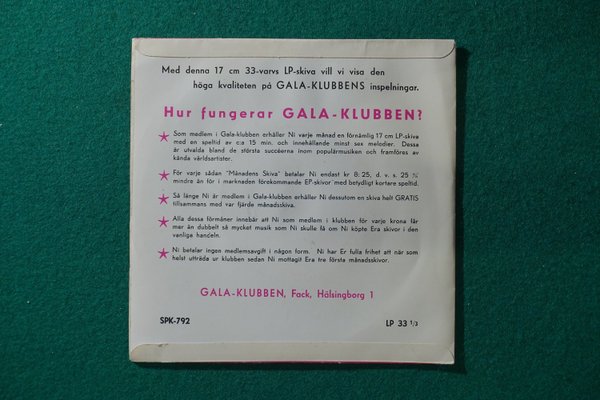 Med denna 17 cm 33-varvs LP-skiva vill vi visa den
höga kvaliteten på GALA-KLUBBENS inspelningar.
Hur fungerar GALA-KLUBBEN?
Som medlem i Gala-klubben erhåller Ni varje månad en förnämlig 17 cm LP-skiva
med en speltid av c:a 15 min. och innehållande minst sex melodier. Dessa
är utvalda bland de största succéerna inom populärmusiken och framföres av
kända världsartister.
För varje sådan "Månadens Skiva" betalar Ni endast kr 8:25, d. v. s. 25 %
mindre än för i marknaden förekommande EP-skivor med betydligt kortare speltid.
Så länge Ni är medlem i Gala-klubben erhåller Ni dessutom en skiva helt GRATIS
tillsammans med var fjärde månadsskiva.
Alla dessa förmåner innebär att Ni som medlem i klubben för varje krona får
mer än dubbelt så mycket musik som Ni skulle få om Ni köpte Era skivor i den
vanliga handeln.
Ni betalar ingen medlemsavgift i någon form. Ni har Er fulla frihet att när som
helst utträda ur klubben sedan Ni mottagit Era tre första månadsskivor.
GALA-KLUBBEN, Fack, Hälsingborg 1
SPK-792 LP 33 1/3